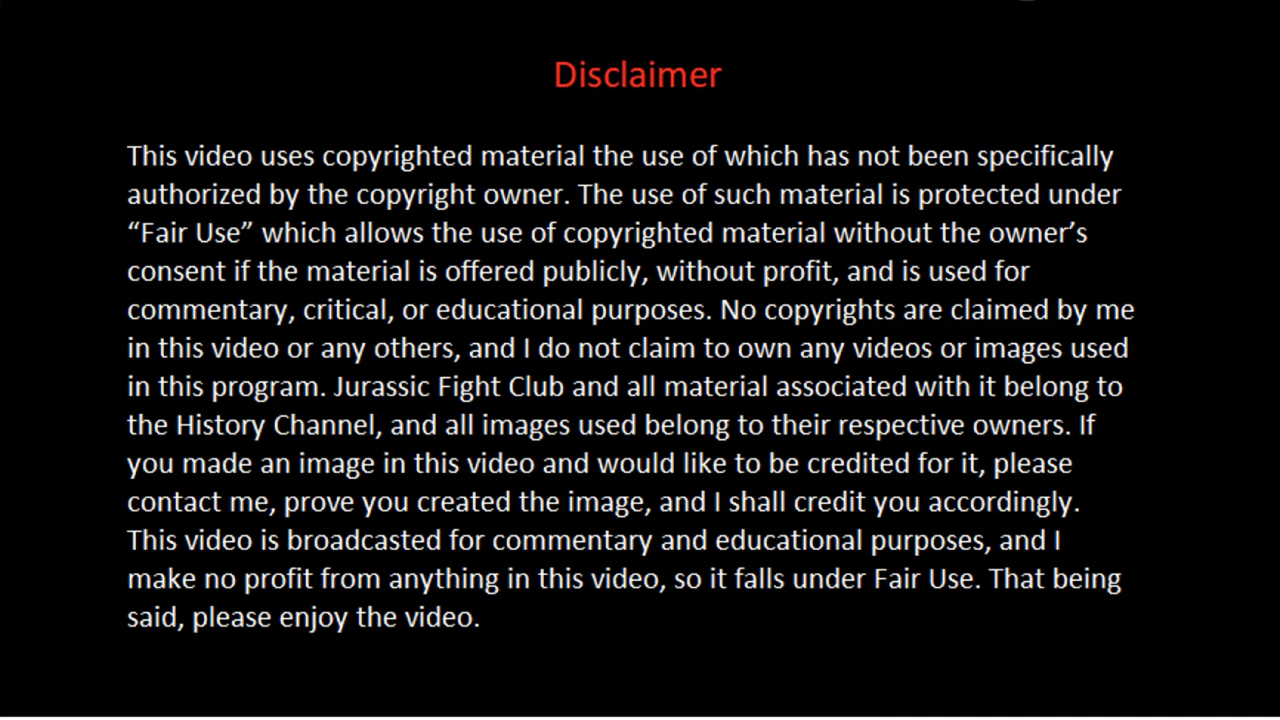 Disclaimer
This video uses copyrighted material the use of which has not been specifically
authorized by the copyright owner. The use of such material is protected under
“Fair Use” which allows the use of copyrighted material without the owner’s
consent if the material is offered publicly, without profit, and is used for
commentary, critical, or educational purposes. No copyrights are claimed by me
in this video or any others, and I do not claim to own any videos or images used
in this program. Jurassic Fight Club and all material associated with it belong to
the History Channel, and all images used belong to their respective owners. If
you made an image in this video and would like to be credited for it, please
contact me, prove you created the image, and I shall credit you accordingly.
This video is broadcasted for commentary and educational purposes, and I
make no profit from anything in this video, so it falls under Fair Use. That being
said, please enjoy the video.